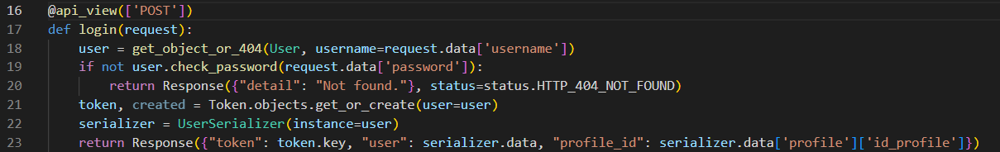 16 @api_view(['POST'])
17 def login(request):
18     user = get_object_or_404(User, username=request.data['username'])
19     if not user.check_password(request.data['password']):
20         return Response({"detail": "Not found."}, status=status.HTTP_404_NOT_FOUND)
21     token, created = Token.objects.get_or_create(user=user)
22     serializer = UserSerializer(instance=user)
23     return Response({"token": token.key, "user": serializer.data, "profile_id": serializer.data['profile']['id_profile']})